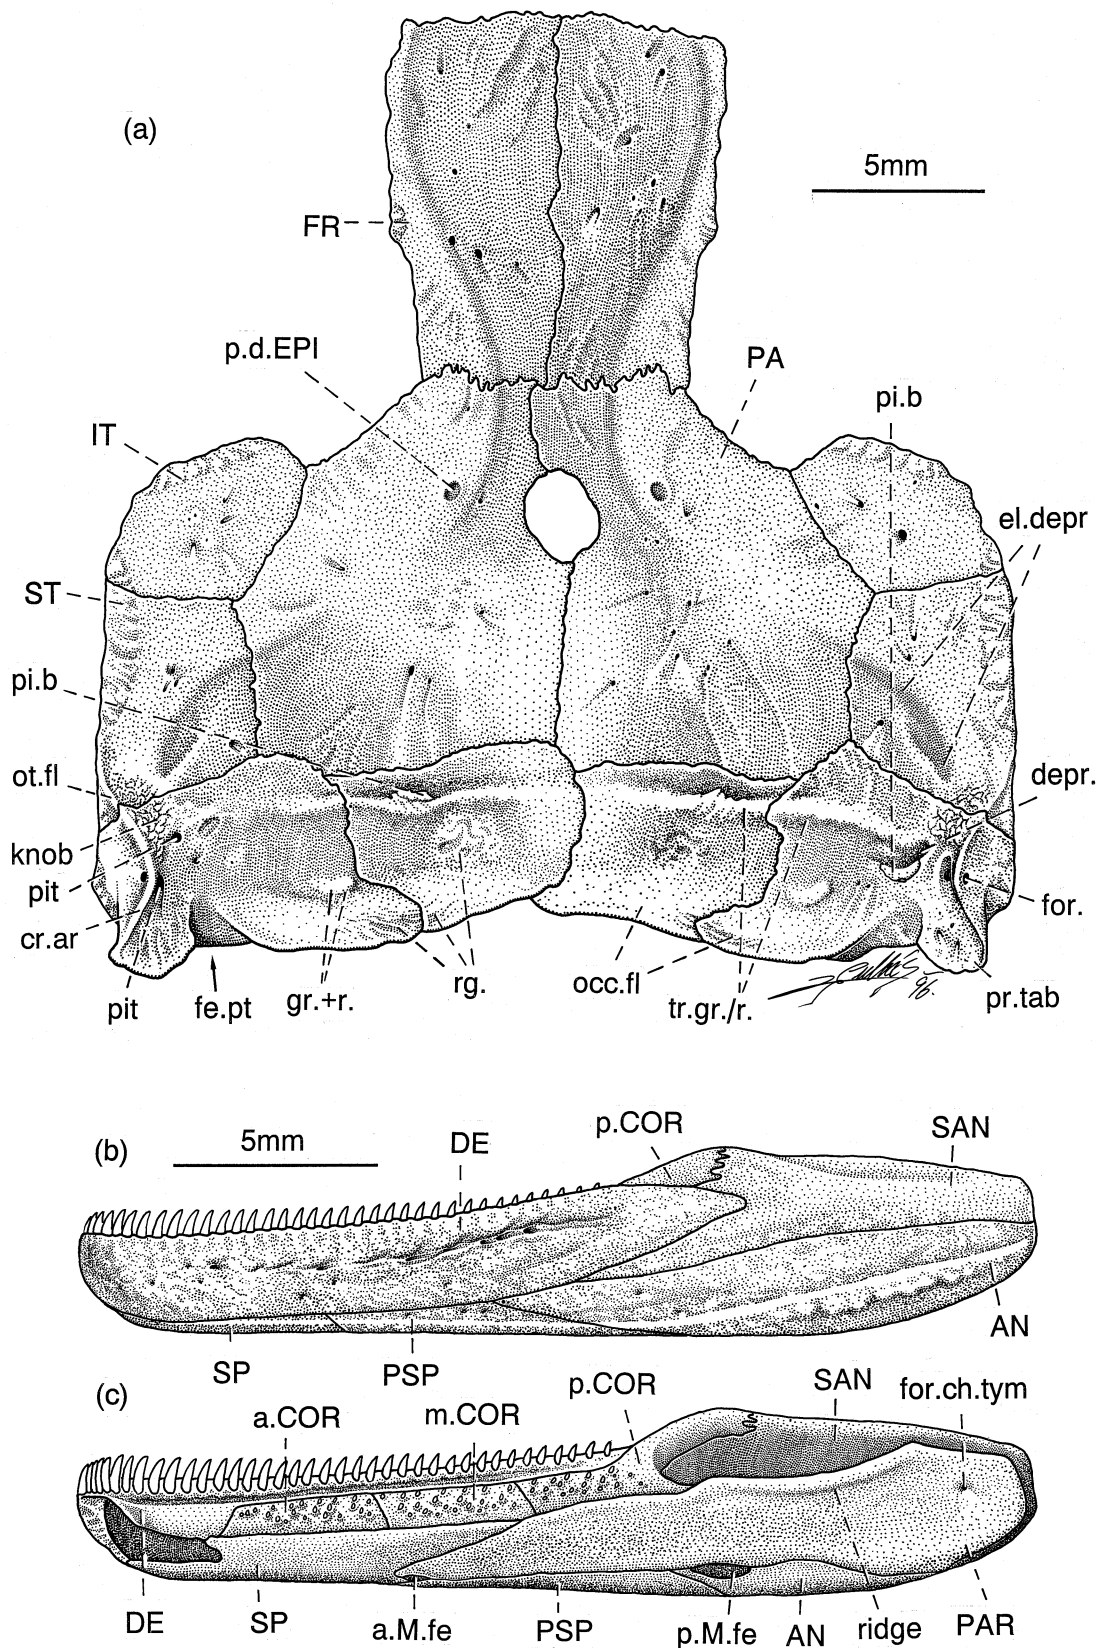 (a)
5mm
FR
p.d.EPI
PA
pi.b
IT
el.depr
ST
pi.b
ot.fl
depr.
knob
pit
for.
cr.ar
pit
fe.pt
gr.+r.
rg.
occ.fl
tr.gr./r.
96.
pr.tab
(b)
5mm
DE
p.COR
SAN
SP
PSP
AN
(c)
a.COR
m.COR
p.COR
SAN
for.ch.tym
DE
SP
a.M.fe
PSP
p.M.fe
AN
ridge
PAR